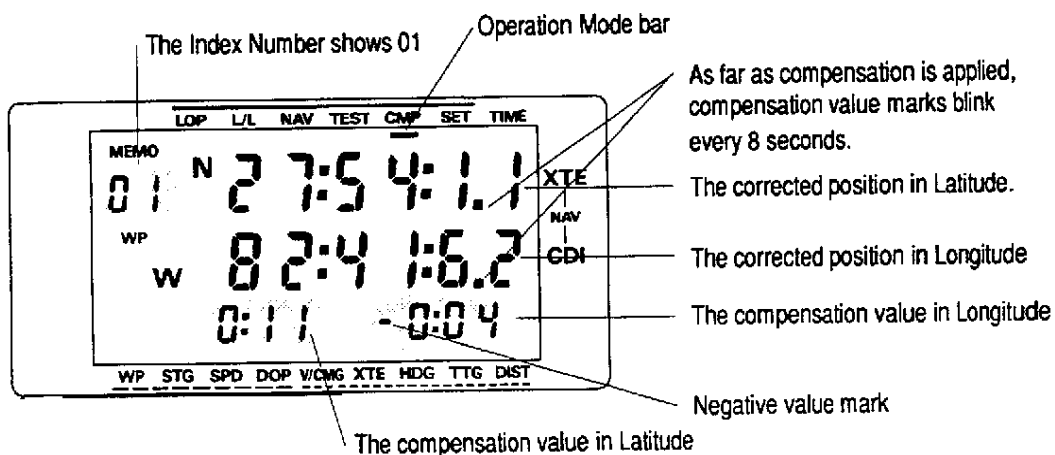 The Index Number shows 01
Operation Mode bar
As far as compensation is applied,
compensation value marks blink
every 8 seconds.
LOP L/L NAV TEST CMP SET TIME
MEMO
01 N 27:54:1.1 XTE
The corrected position in Latitude.
NAV
WP
W 82:41:6.2 CDI
The corrected position in Longitude
0:11 -0:04
The compensation value in Longitude
WP STG SPD DOP V/CMG XTE HDG TTG DIST
Negative value mark
The compensation value in Latitude